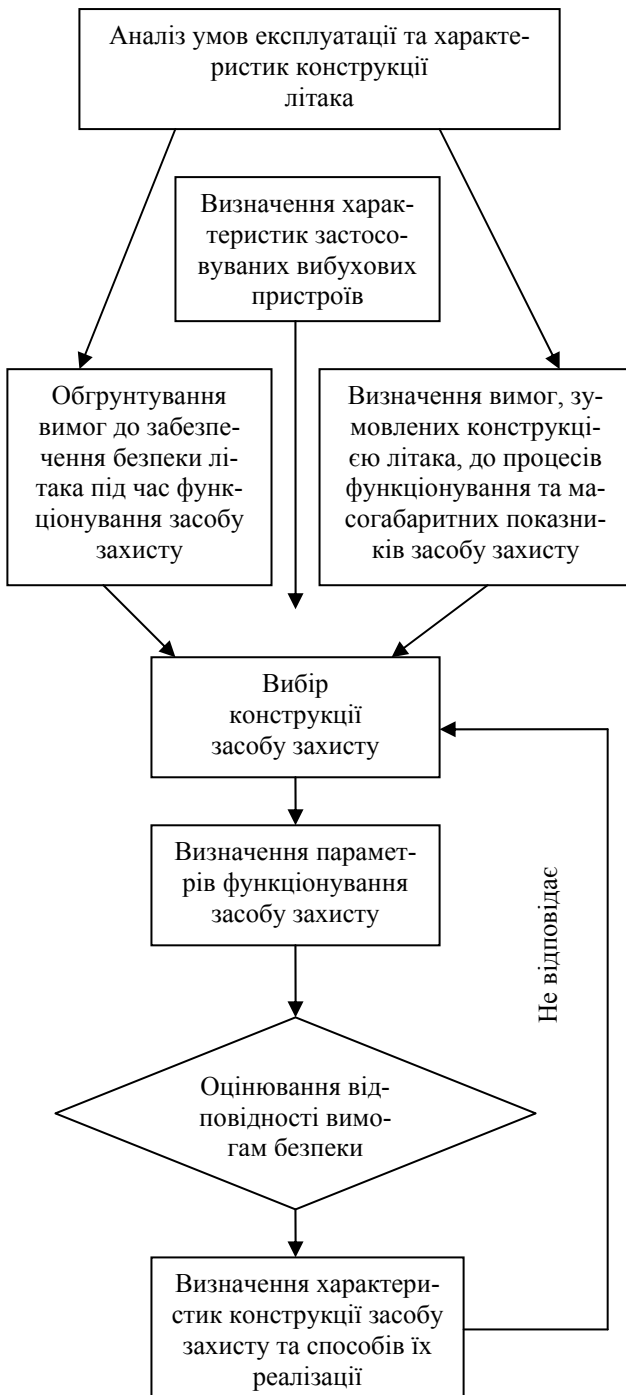 Аналіз умов експлуатації та характе-
ристик конструкції
літака
Визначення харак-
теристик застосо-
вуваних вибухових
пристроїв
Обгрунтування
вимог до забезпе-
чення безпеки лі-
така під час функ-
ціонування засобу
захисту
Визначення вимог, зу-
мовлених конструкці-
єю літака, до процесів
функціонування та ма-
согабаритних показни-
ків засобу захисту
Вибір
конструкції
засобу захисту
Визначення парамет-
рів функціонування
засобу захисту
Не відповідає
Оцінювання від-
повідності вимо-
гам безпеки
Визначення характери-
стик конструкції засобу
захисту та способів їх
реалізації